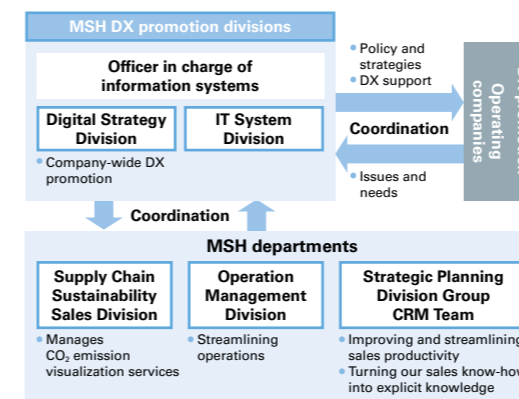 MSH DX promotion divisions
Officer in charge of
information systems
Digital Strategy
Division
IT System
Division
• Company-wide DX
promotion
• Policy and
strategies
• DX support
Coordination
• Issues and
needs
Operating
companies
Coordination
MSH departments
Supply Chain
Sustainability
Sales Division
• Manages
CO₂ emission
visualization services
Operation
Management
Division
• Streamlining
operations
Strategic Planning
Division Group
CRM Team
• Improving and streamlining
sales productivity
• Turning our sales know-how
into explicit knowledge